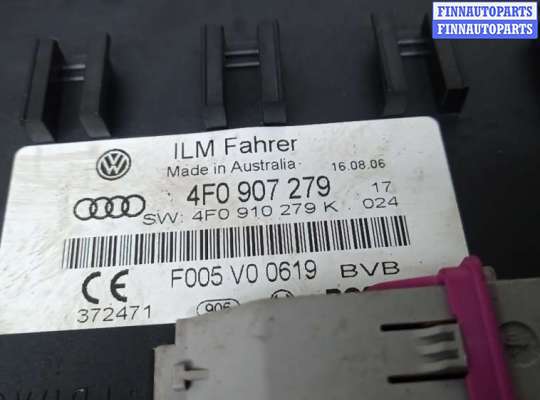 FINNAUTOPARTS
FINNAUTOPARTS
ILM Fahrer
Made in Australia 16.08.06
4F0 907 279 17
SW: 4F0 910 279 K 024
F005 V0 0619 BVB
CE
372471